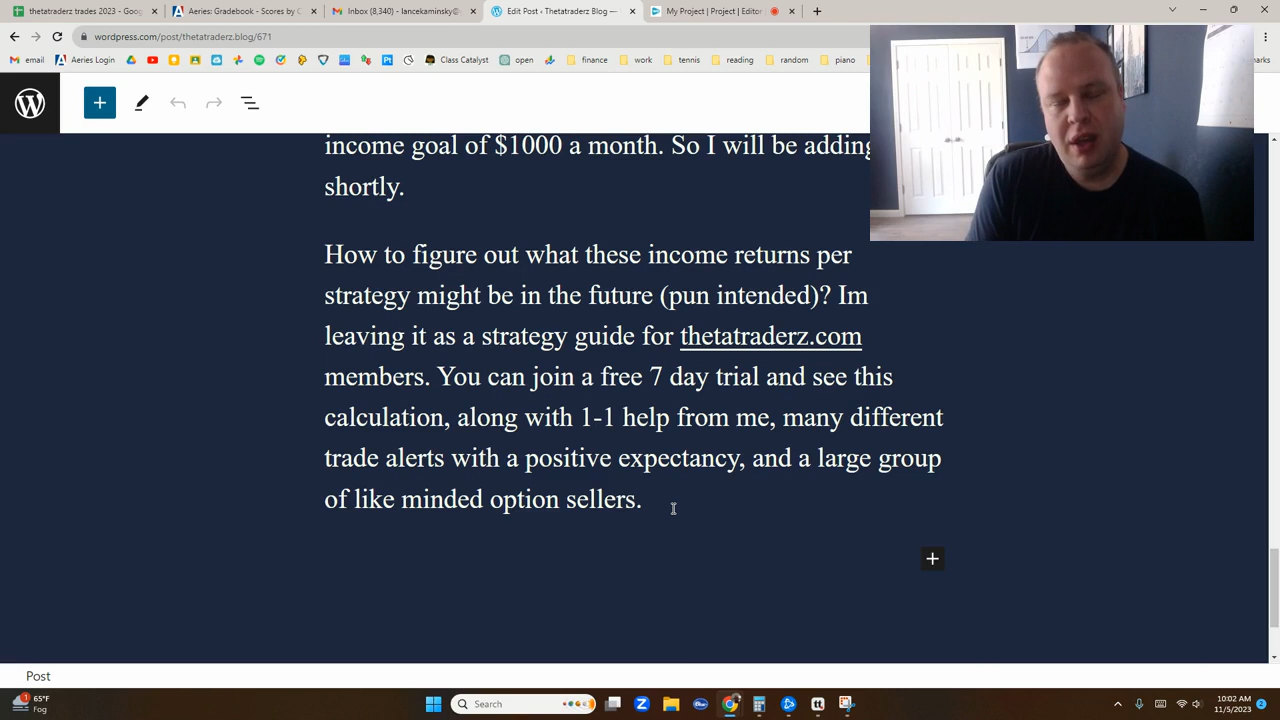 thetatraderz trades 2023 - Goog
Aeries: Gradebook - Scores by C
Inbox (8,340) - lancekaminsky@
Edit Post ‹ Thetatraderz Blog —
My Project | Project | Editor
wordpress.com/post/thetatraderz.blog/671
email
Aeries Login
Class Catalyst
open
finance
work
tennis
reading
random
piano
marks
income goal of $1000 a month. So I will be adding
shortly.
How to figure out what these income returns per
strategy might be in the future (pun intended)? Im
leaving it as a strategy guide for thetatraderz.com
members. You can join a free 7 day trial and see this
calculation, along with 1-1 help from me, many different
trade alerts with a positive expectancy, and a large group
of like minded option sellers.
Post
65°F
Fog
Search
10:02 AM
11/5/2023